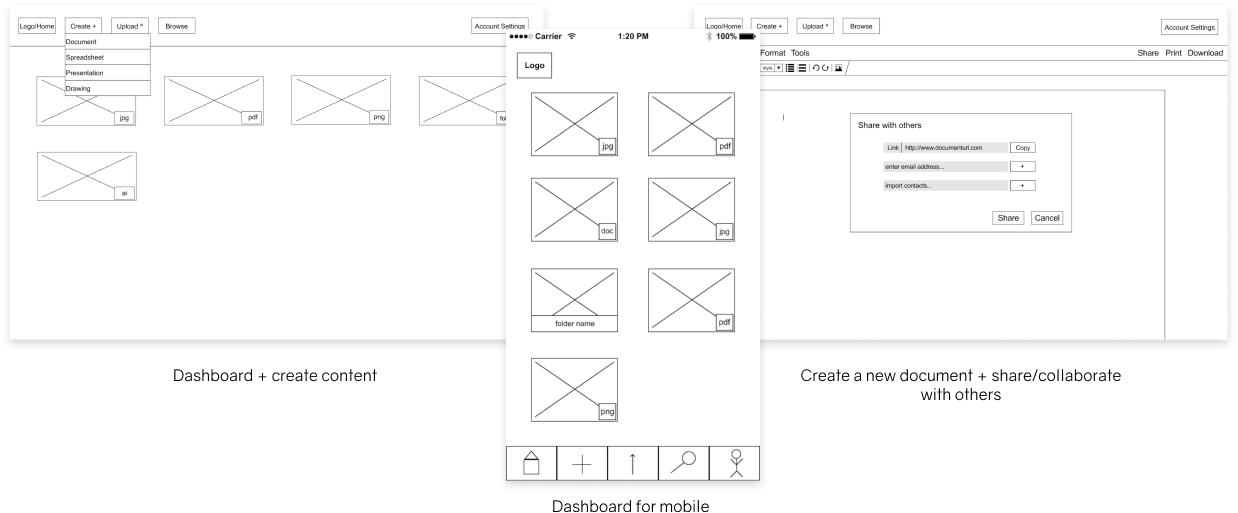 Logo/Home Create + Upload ^ Browse Account Settings
Document
Spreadsheet
Presentation
Drawing
jpg pdf png fo
ai
Dashboard + create content
Carrier 1:20 PM 100%
Logo
jpg pdf
doc jpg
folder name pdf
png
Dashboard for mobile
Logo/Home Create + Upload ^ Browse Account Settings
Format Tools Share Print Download
style
Share with others
Link http://www.documenturl.com Copy
enter email address... +
import contacts... +
Share Cancel
Create a new document + share/collaborate
with others